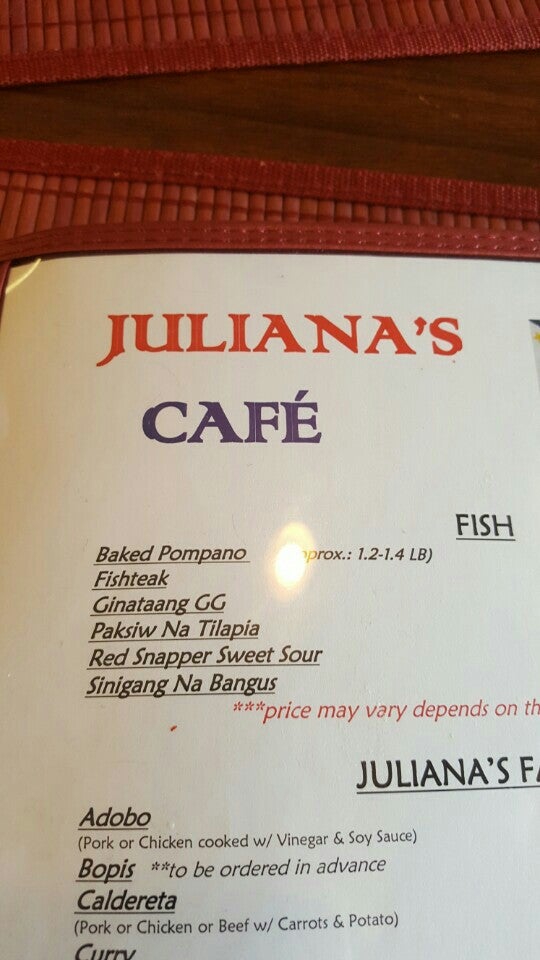 JULIANA'S
CAFÉ
FISH
Baked Pompano prox.: 1.2-1.4 LB)
Fishteak
Ginataang GG
Paksiw Na Tilapia
Red Snapper Sweet Sour
Sinigang Na Bangus
***price may vary depends on th
JULIANA'S FA
Adobo
(Pork or Chicken cooked w/ Vinegar & Soy Sauce)
Bopis **to be ordered in advance
Caldereta
(Pork or Chicken or Beef w/ Carrots & Potato)
Curry